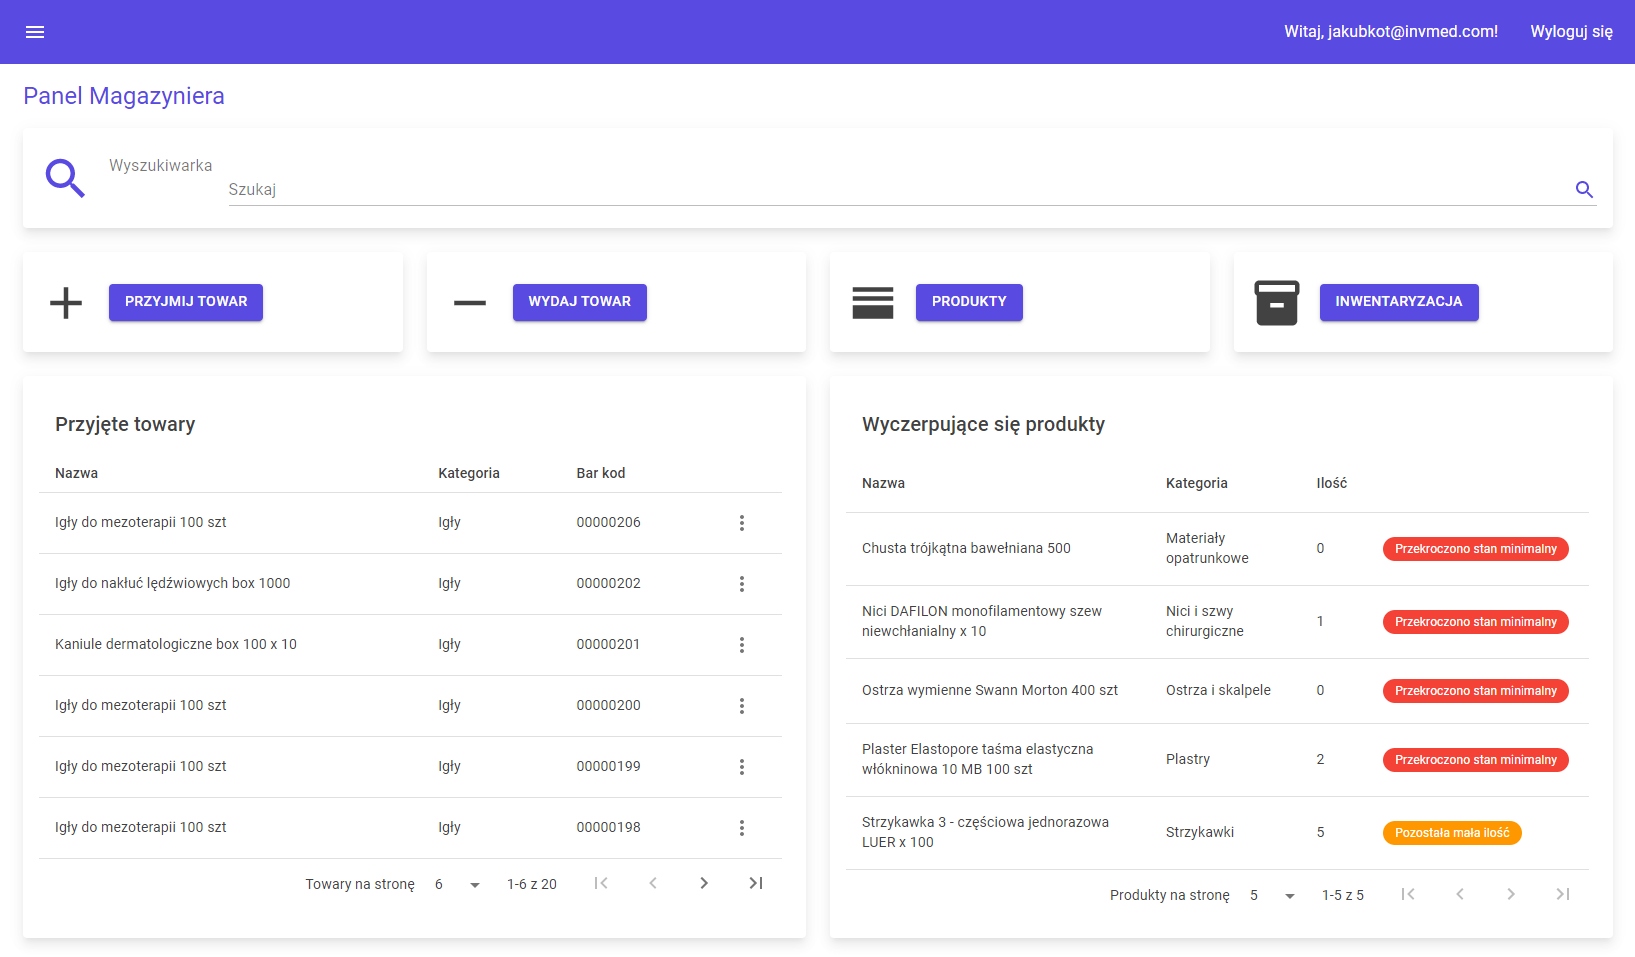 Witaj, jakubkot@invmed.com! Wyloguj się
Panel Magazyniera
Wyszukiwarka
Szukaj
PRZYJMIJ TOWAR
WYDAJ TOWAR
PRODUKTY
INWENTARYZACJA
Przyjęte towary
Nazwa Kategoria Bar kod
Igły do mezoterapii 100 szt Igły 00000206
Igły do nakłuć lędźwiowych box 1000 Igły 00000202
Kaniule dermatologiczne box 100 x 10 Igły 00000201
Igły do mezoterapii 100 szt Igły 00000200
Igły do mezoterapii 100 szt Igły 00000199
Igły do mezoterapii 100 szt Igły 00000198
Towary na stronę 6 1-6 z 20
Wyczerpujące się produkty
Nazwa Kategoria Ilość
Chusta trójkątna bawełniana 500 Materiały opatrunkowe 0 Przekroczono stan minimalny
Nici DAFILON monofilamentowy szew niewchłanialny x 10 Nici i szwy chirurgiczne 1 Przekroczono stan minimalny
Ostrza wymienne Swann Morton 400 szt Ostrza i skalpele 0 Przekroczono stan minimalny
Plaster Elastopore taśma elastyczna włókninowa 10 MB 100 szt Plastry 2 Przekroczono stan minimalny
Strzykawka 3 - częściowa jednorazowa LUER x 100 Strzykawki 5 Pozostała mała ilość
Produkty na stronę 5 1-5 z 5